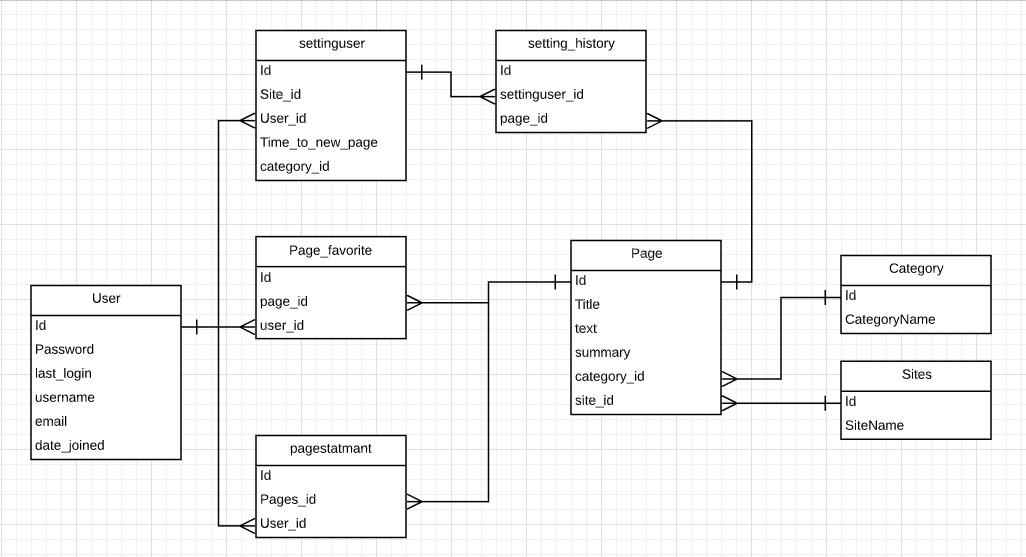 settinguser
Id
Site_id
User_id
Time_to_new_page
category_id
setting_history
Id
settinguser_id
page_id
Page_favorite
Id
page_id
user_id
Page
Id
Title
text
summary
category_id
site_id
Category
Id
CategoryName
User
Id
Password
last_login
username
email
date_joined
Sites
Id
SiteName
pagestatmant
Id
Pages_id
User_id